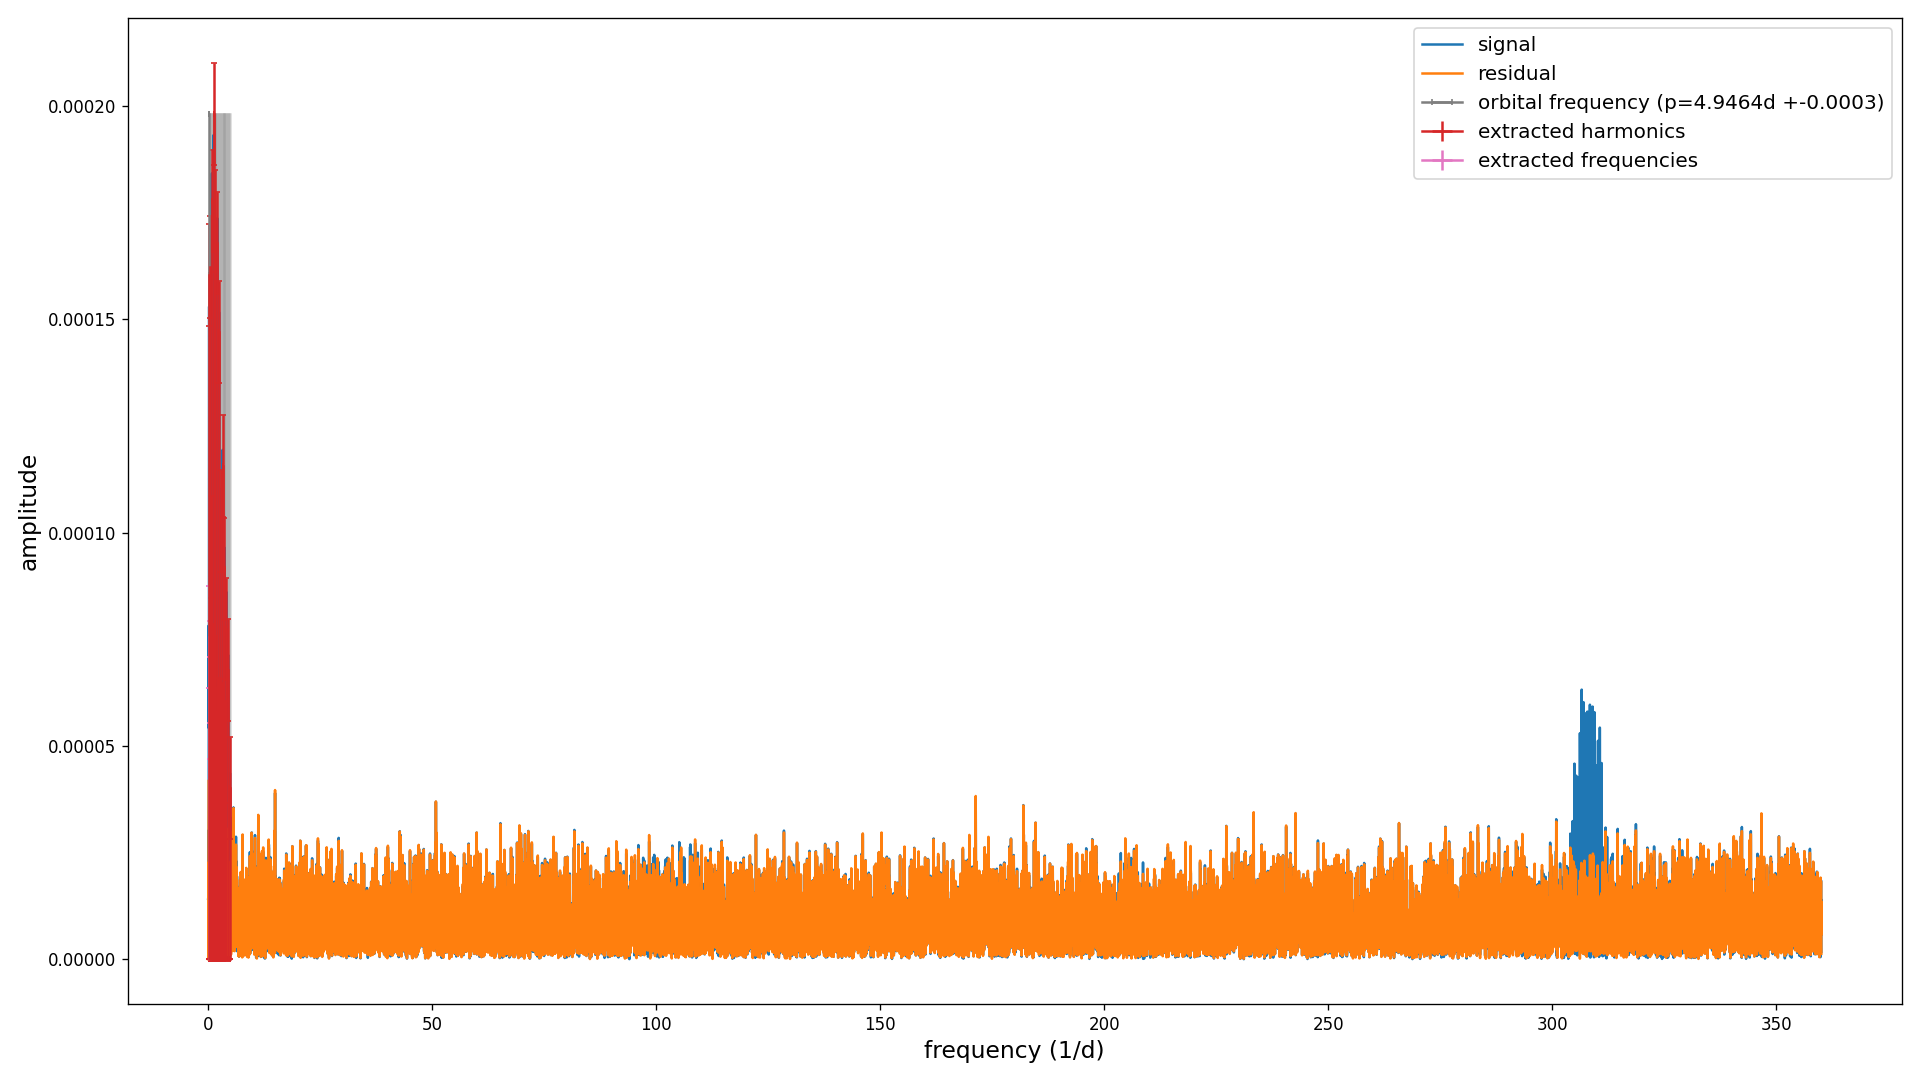 signal
residual
orbital frequency (p=4.9464d +-0.0003)
extracted harmonics
extracted frequencies
0.00020
0.00015
0.00010
0.00005
0.00000
amplitude
0 50 100 150 200 250 300 350
frequency (1/d)